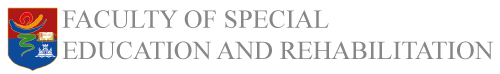 FACULTY OF SPECIAL
EDUCATION AND REHABILITATION